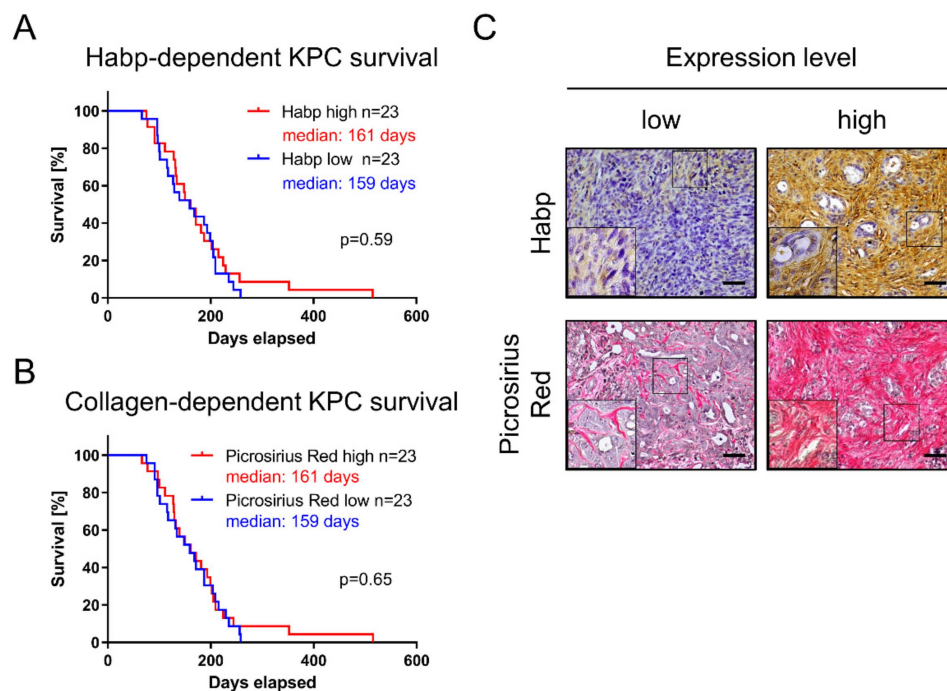 A
Habp-dependent KPC survival
Survival [%]
100
80
60
40
20
0
Habp high n=23
median: 161 days
Habp low n=23
median: 159 days
p=0.59
0 200 400 600
Days elapsed
B
Collagen-dependent KPC survival
Survival [%]
100
80
60
40
20
0
Picrosirius Red high n=23
median: 161 days
Picrosirius Red low n=23
median: 159 days
p=0.65
0 200 400 600
Days elapsed
C
Expression level
low high
Habp
Picrosirius
Red